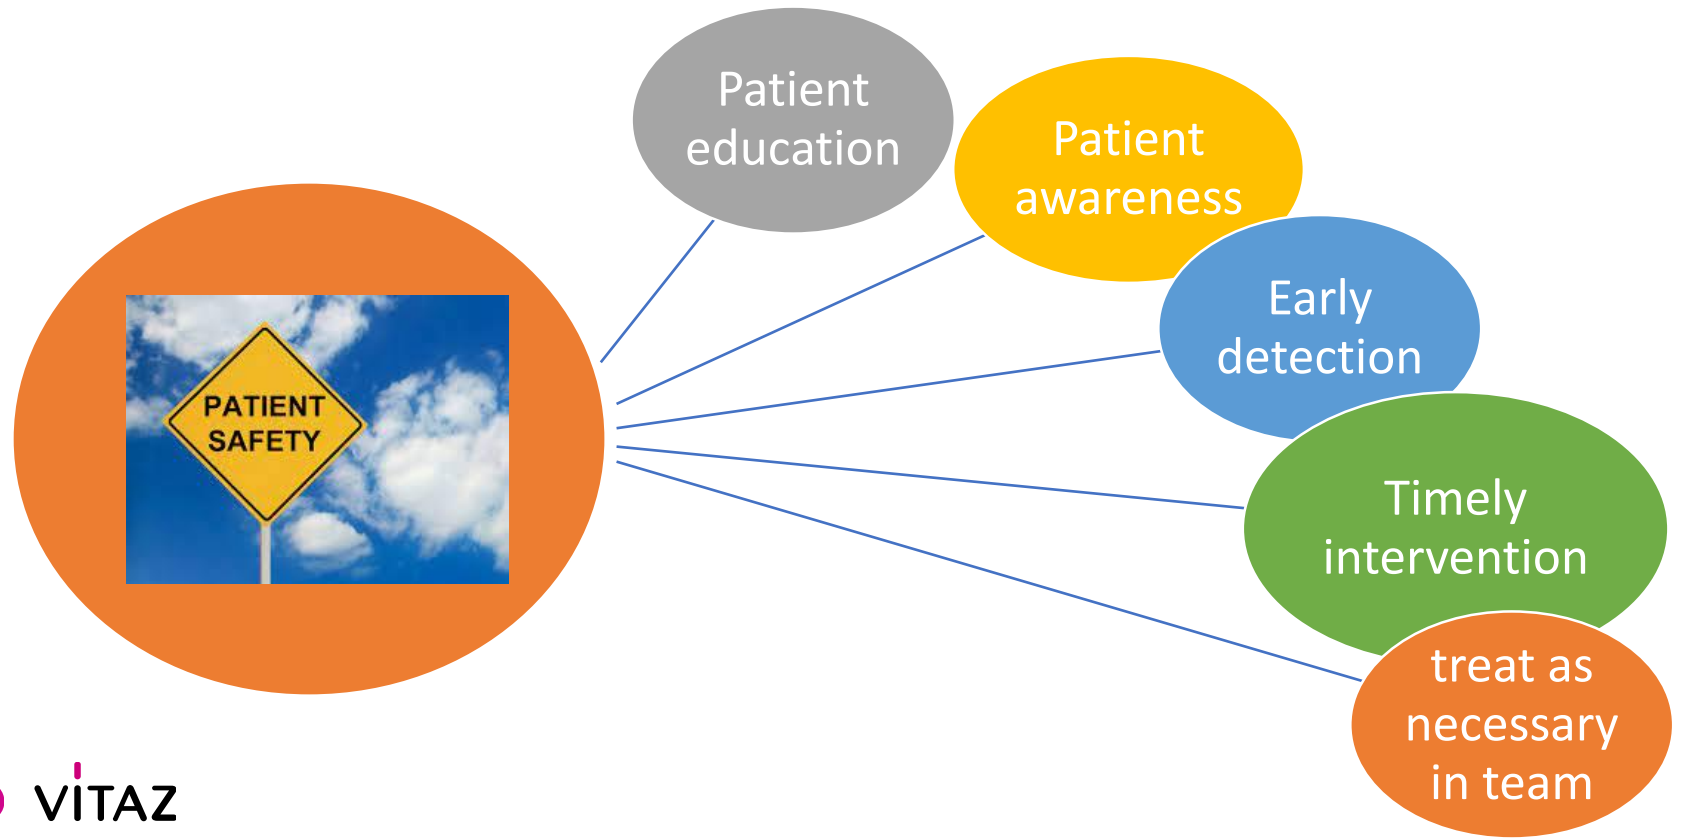 Patient
education
Patient
awareness
Early
detection
PATIENT
SAFETY
Timely
intervention
treat as
necessary
in team
VITAZ